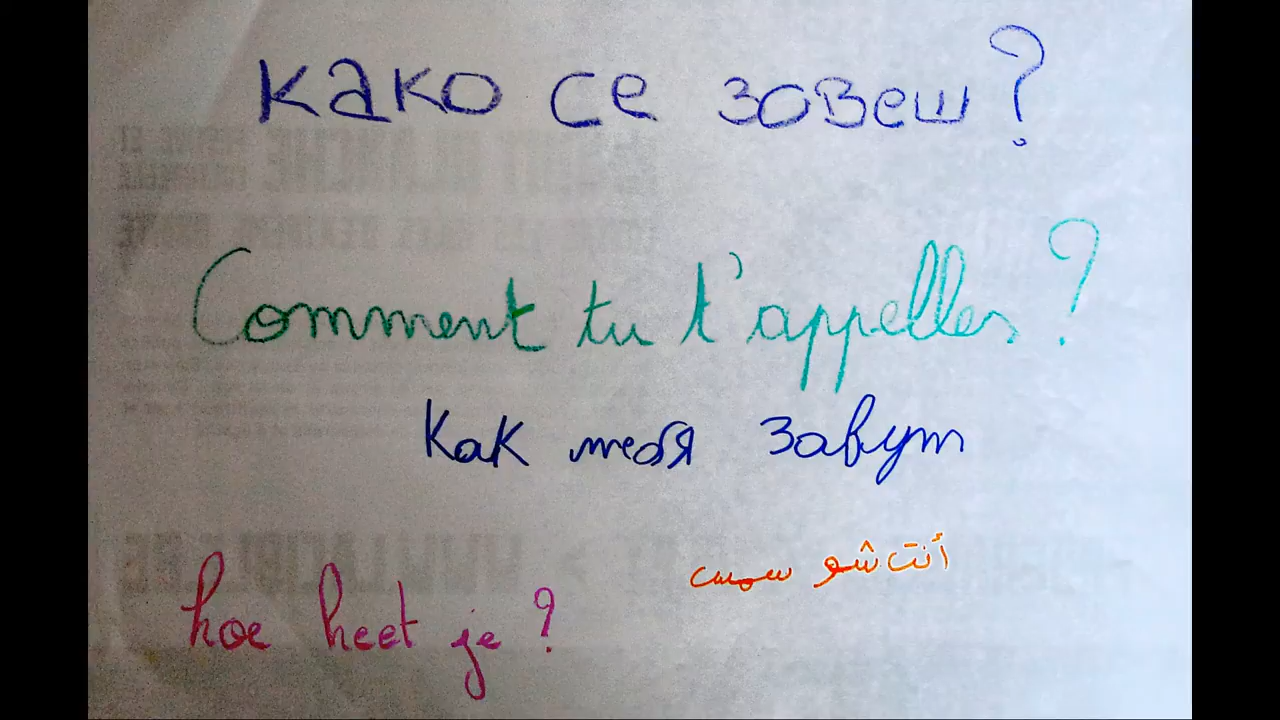 Како се зовеш?
Comment tu t'appelles?
Как тебя завут
أنت شو
hoe heet je?